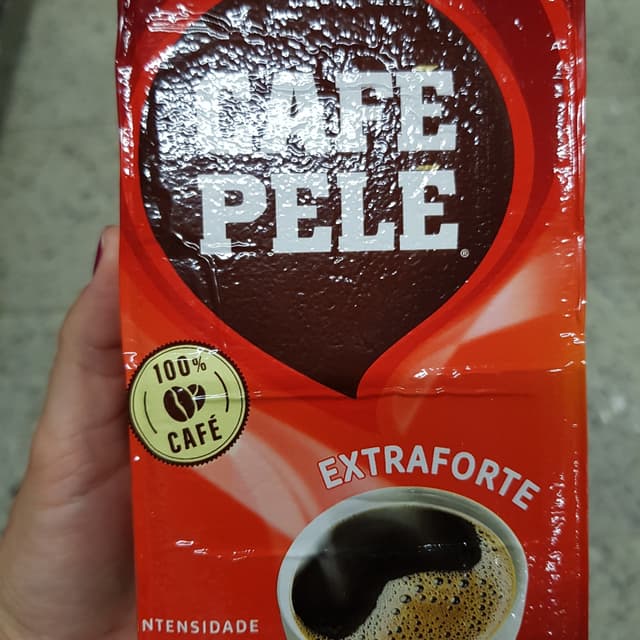 CAFÉ
PELÉ
®
100%
CAFÉ
EXTRAFORTE
NTENSIDADE